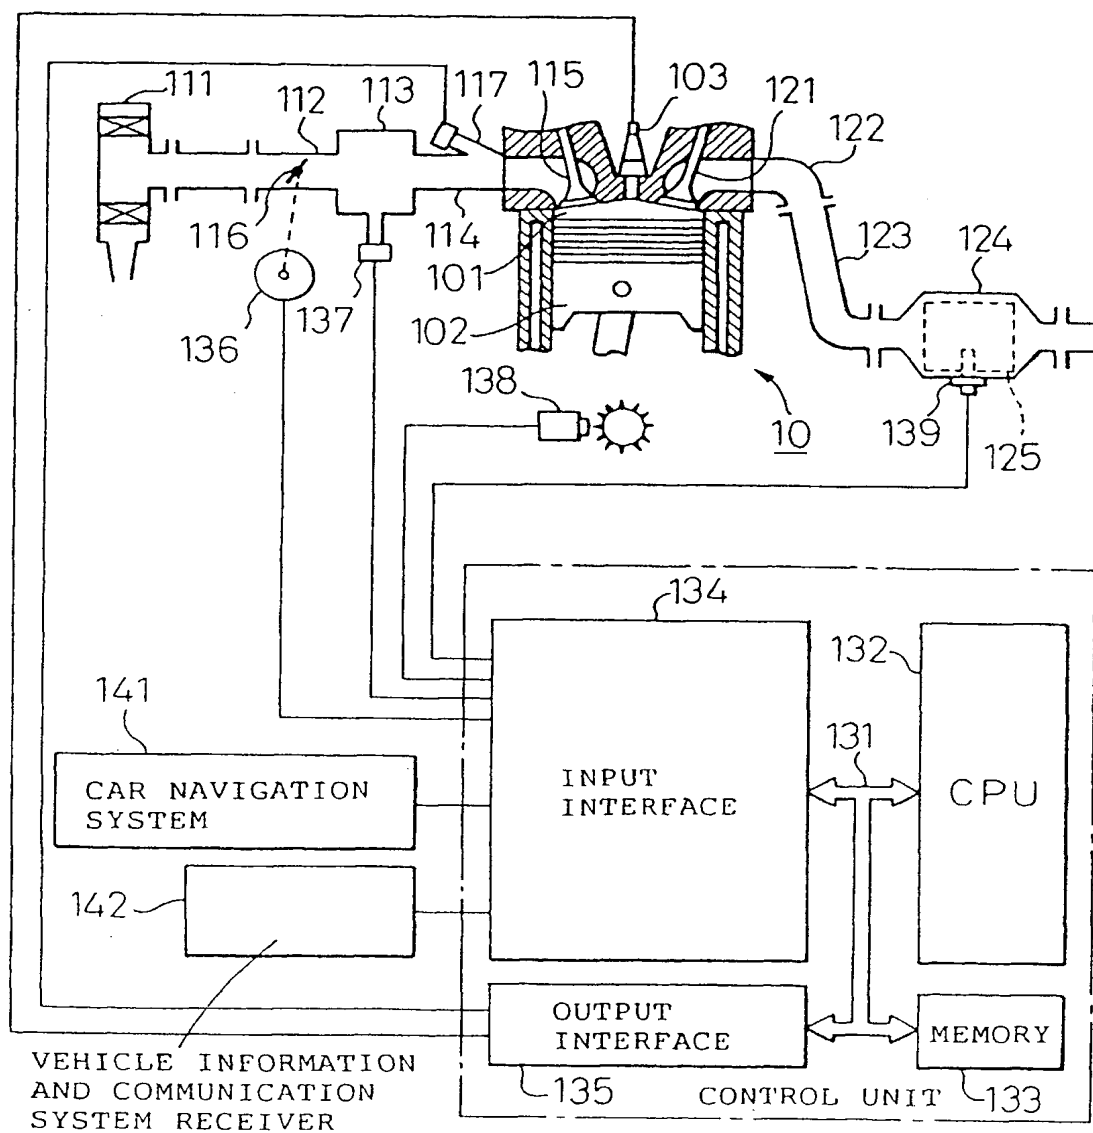 111
112
113
117
115
103
121
122
116
114
123
124
101
137
136
102
138
10
139
125
134
132
141
131
CAR NAVIGATION
SYSTEM
INPUT
INTERFACE
CPU
142
OUTPUT
INTERFACE
MEMORY
VEHICLE INFORMATION
AND COMMUNICATION
SYSTEM RECEIVER
135
CONTROL UNIT
133